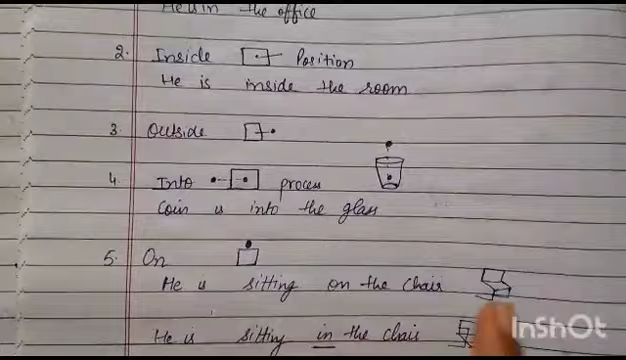 He is in the office
2. Inside Position
He is inside the room
3. Outside
4. Into process
Coin is into the glass
5. On
He is sitting on the chair
He is sitting in the chair
InShOt